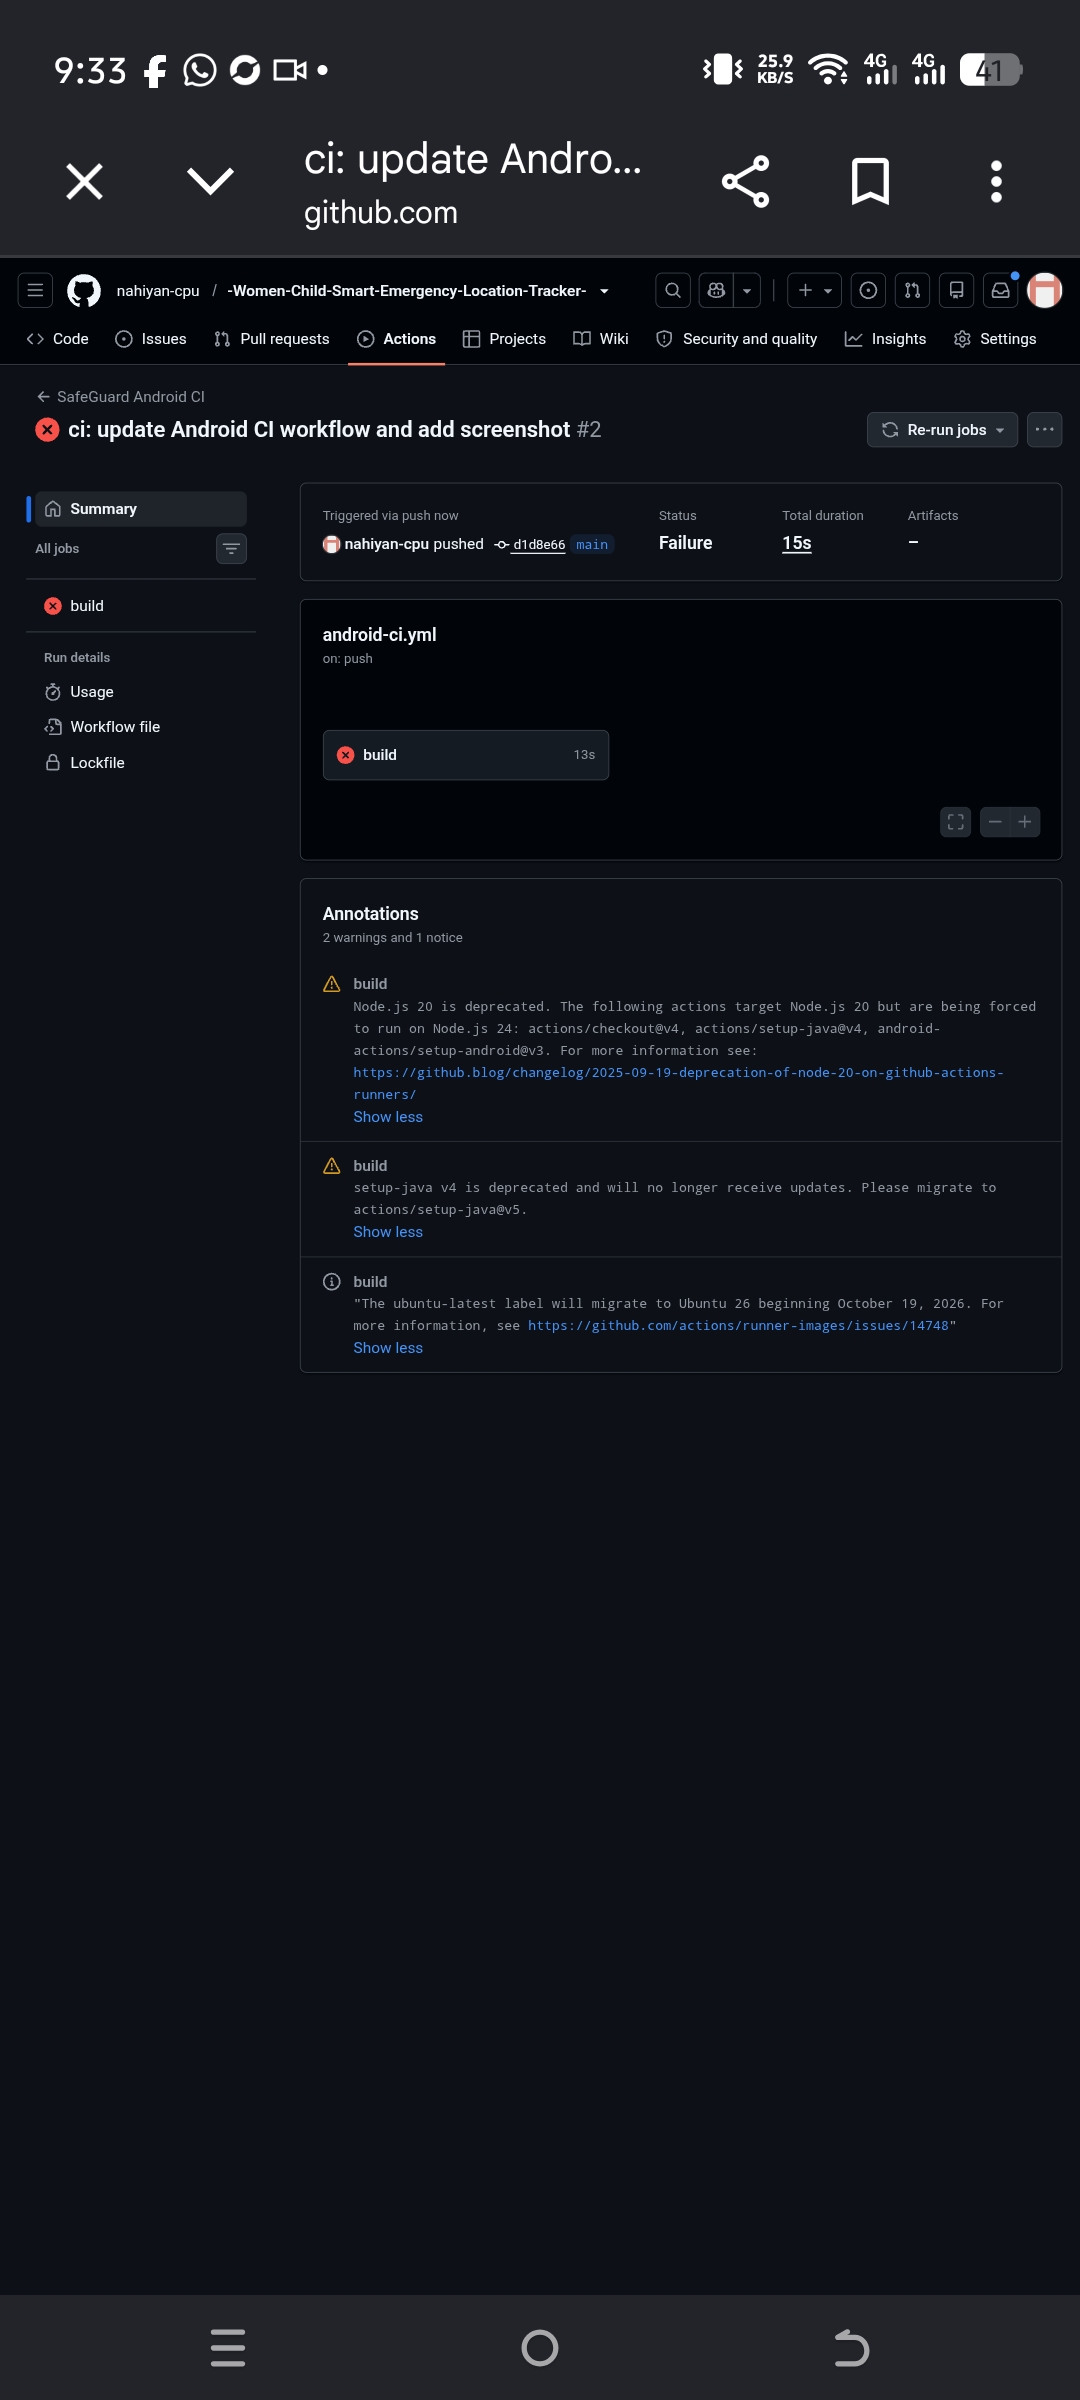 9:33
25.9
KB/S
4G
4G
41
ci: update Andro...
github.com
nahiyan-cpu / -Women-Child-Smart-Emergency-Location-Tracker-
Code
Issues
Pull requests
Actions
Projects
Wiki
Security and quality
Insights
Settings
SafeGuard Android CI
ci: update Android CI workflow and add screenshot #2
Re-run jobs
Summary
All jobs
build
Run details
Usage
Workflow file
Lockfile
Triggered via push now
nahiyan-cpu pushed d1d8e66 main
Status
Failure
Total duration
15s
Artifacts
–
android-ci.yml
on: push
build 13s
Annotations
2 warnings and 1 notice
build
Node.js 20 is deprecated. The following actions target Node.js 20 but are being forced
to run on Node.js 24: actions/checkout@v4, actions/setup-java@v4, android-
actions/setup-android@v3. For more information see:
https://github.blog/changelog/2025-09-19-deprecation-of-node-20-on-github-actions-
runners/
Show less
build
setup-java v4 is deprecated and will no longer receive updates. Please migrate to
actions/setup-java@v5.
Show less
build
"The ubuntu-latest label will migrate to Ubuntu 26 beginning October 19, 2026. For
more information, see https://github.com/actions/runner-images/issues/14748"
Show less